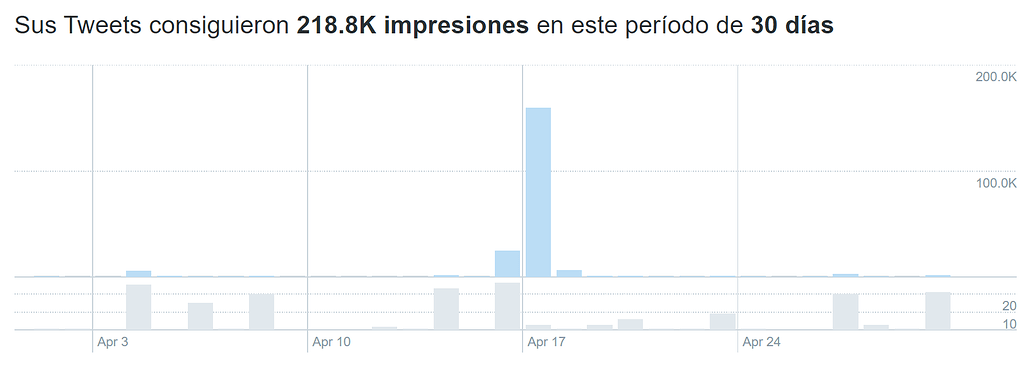 Sus Tweets consiguieron 218.8K impresiones en este período de 30 días
200.0K
100.0K
20
10
Apr 3 Apr 10 Apr 17 Apr 24